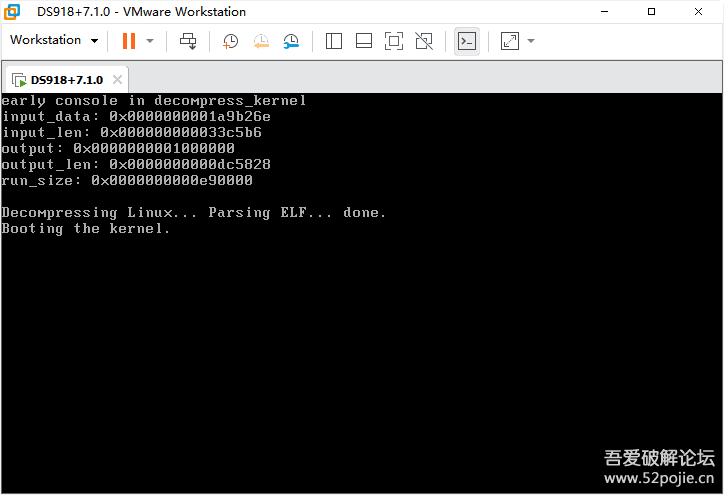 DS918+7.1.0 - VMware Workstation
Workstation
DS918+7.1.0
early console in decompress_kernel
input_data: 0x0000000001a9b26e
input_len: 0x000000000033c5b6
output: 0x0000000001000000
output_len: 0x0000000000dc5828
run_size: 0x0000000000e90000
Decompressing Linux... Parsing ELF... done.
Booting the kernel.
吾爱破解论坛
www.52pojie.cn